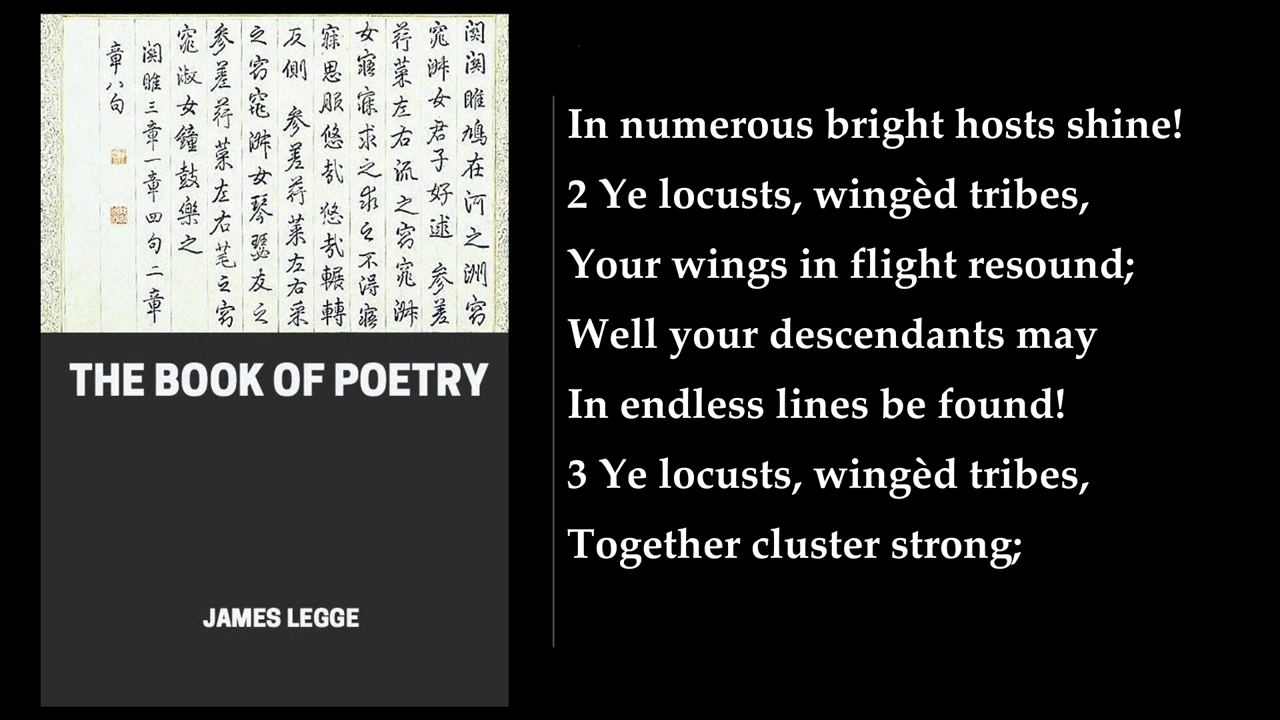 关关雎鳩在河之洲窈
窕淑女君子好逑 參差
荇菜左右流之窈窕淑
女寤寐求之求之不得寤
寐思服悠哉悠哉輾轉
反側 參差荇菜左右采
之窈窕淑女琴瑟友之
參差荇菜左右芼之窈
窕淑女鐘鼓樂之
关雎三章一章四句二章
章八句
THE BOOK OF POETRY
JAMES LEGGE
In numerous bright hosts shine!
2 Ye locusts, wingèd tribes,
Your wings in flight resound;
Well your descendants may
In endless lines be found!
3 Ye locusts, wingèd tribes,
Together cluster strong;